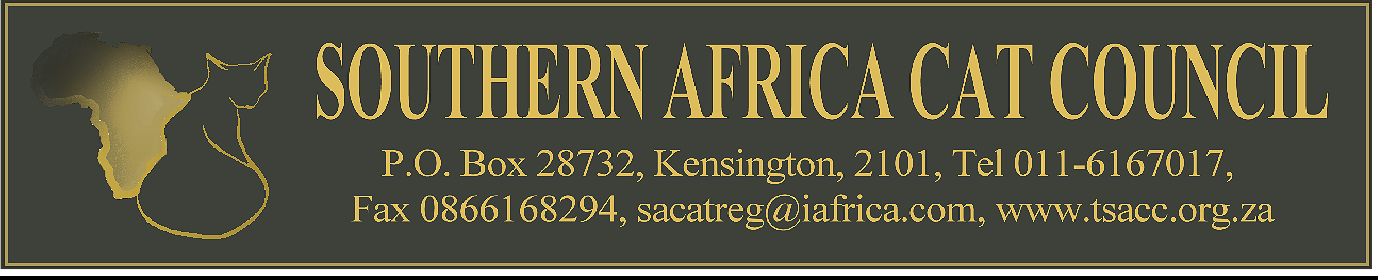 SOUTHERN AFRICA CAT COUNCIL
P.O. Box 28732, Kensington, 2101, Tel 011-6167017,
Fax 0866168294, sacatreg@iafrica.com, www.tsacc.org.za